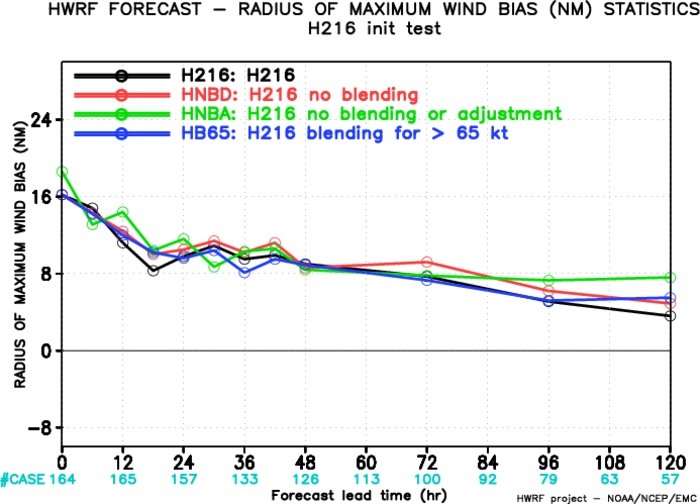 HWRF FORECAST – RADIUS OF MAXIMUM WIND BIAS (NM) STATISTICS
H216 init test
H216: H216
HNBD: H216 no blending
HNBA: H216 no blending or adjustment
HB65: H216 blending for > 65 kt
RADIUS OF MAXIMUM WIND BIAS (NM)
24
16
8
0
-8
0 12 24 36 48 60 72 84 96 108 120
#CASE 164 165 157 133 126 113 100 92 79 63 57
Forecast lead time (hr)
HWRF project – NOAA/NCEP/EMC